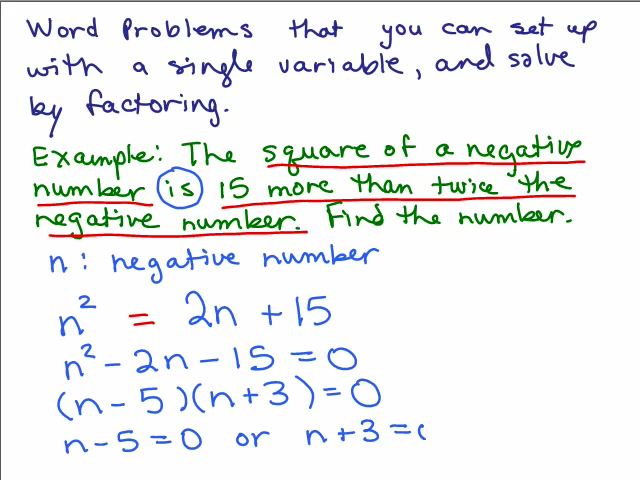 Word Problems that you can set up
with a single variable, and solve
by factoring.
Example: The square of a negative
number is 15 more than twice the
negative number. Find the number.
n: negative number
n² = 2n + 15
n² - 2n - 15 = 0
(n - 5)(n + 3) = 0
n - 5 = 0 or n + 3 =